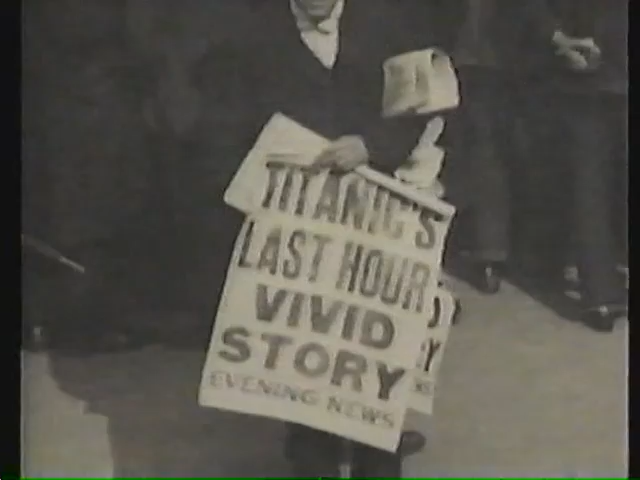 TITANIC'S
LAST HOUR
VIVID
STORY
EVENING NEWS